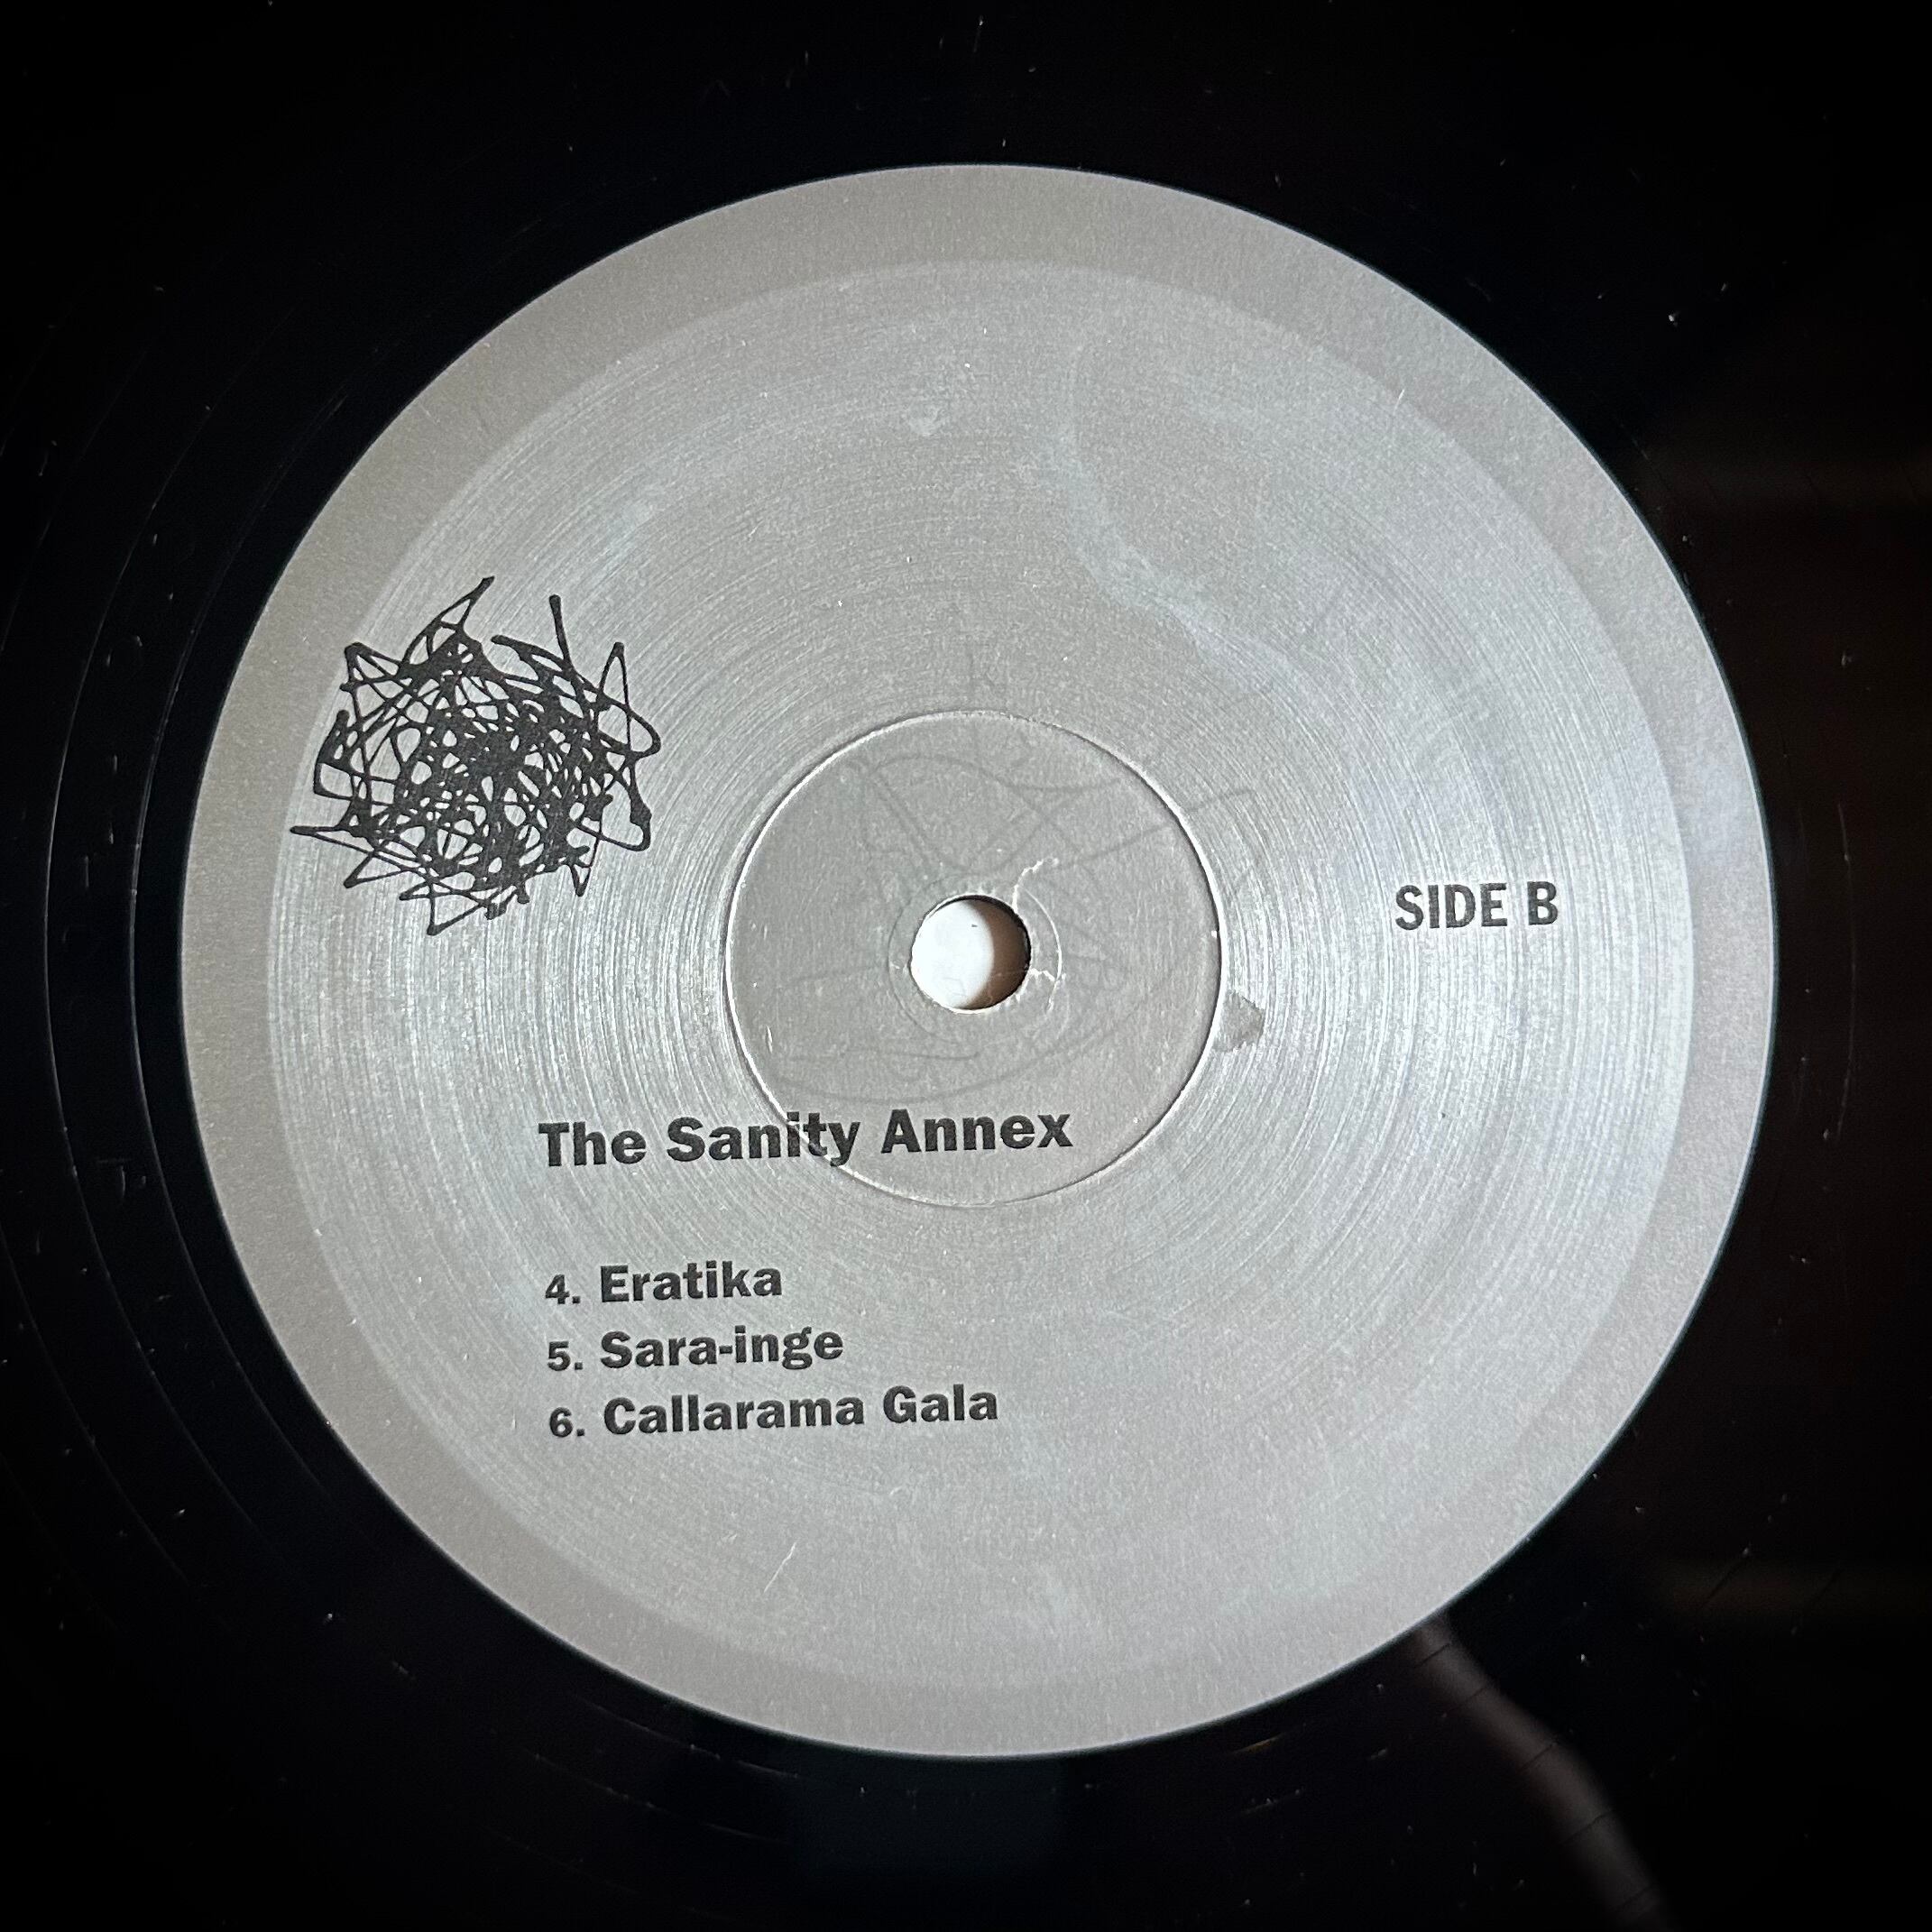 SIDE B
The Sanity Annex
4. Eratika
5. Sara-inge
6. Callarama Gala